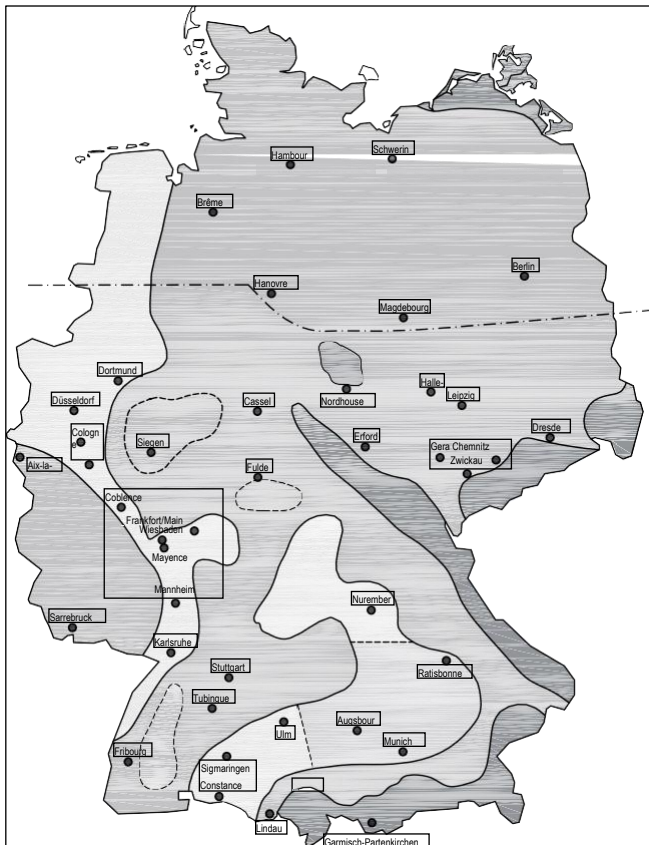 Hambour
Schwerin
Brême
Berlin
Hanovre
Magdebourg
Dortmund
Halle-
Düsseldorf
Cassel
Nordhouse
Leipzig
Cologn
e
Siegen
Erford
Dresde
Gera Chemnitz
Zwickau
Aix-la-
Fulde
Coblence
Frankfort/Main
Wiesbaden
Mayence
Mannheim
Nurember
Sarrebruck
Karlsruhe
Stuttgart
Ratisbonne
Tubingue
Ulm
Augsbour
Munich
Fribourg
Sigmaringen
Constance
Lindau
Garmisch-Partenkirchen